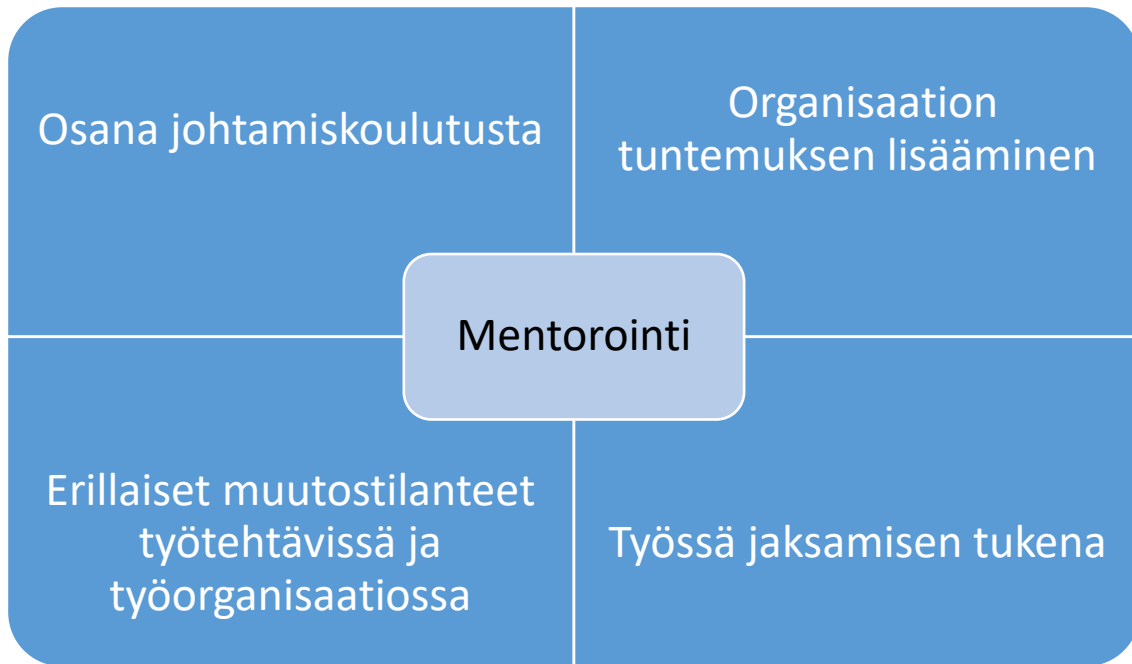 Osana johtamiskoulutusta
Organisaation
tuntemuksen lisääminen
Mentorointi
Erillaiset muutostilanteet
työtehtävissä ja
työorganisaatiossa
Työssä jaksamisen tukena